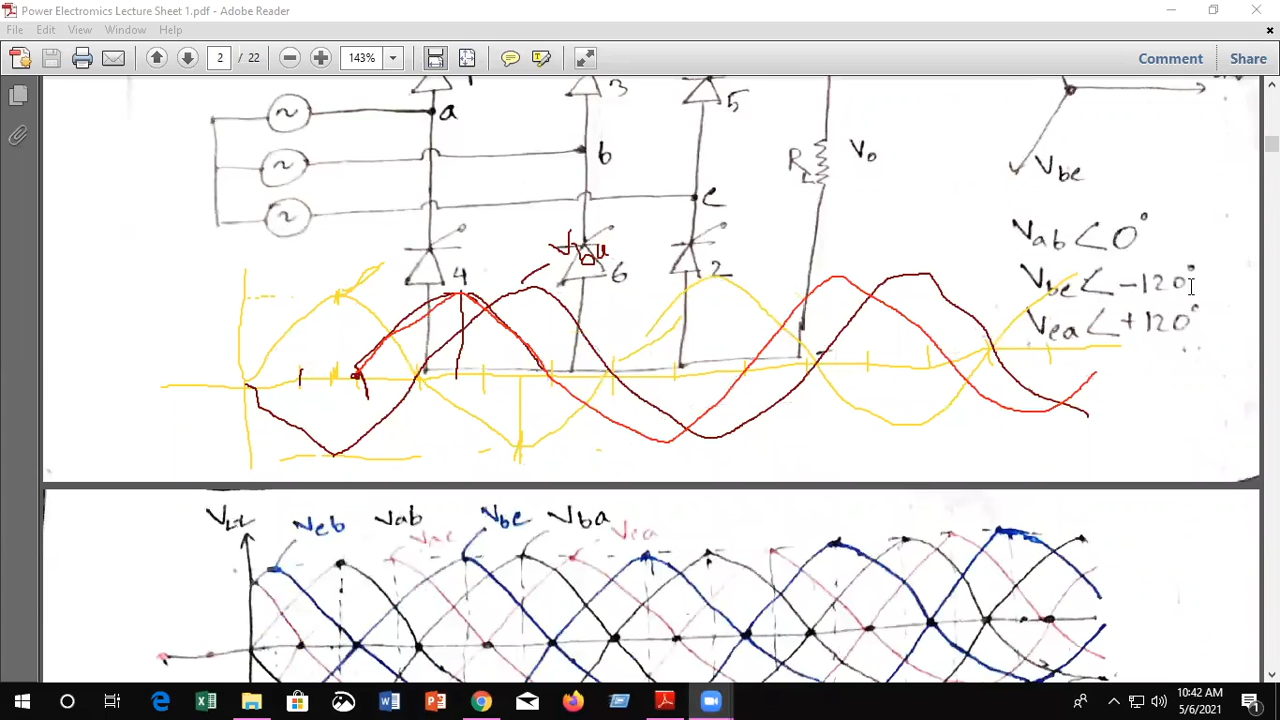 Power Electronics Lecture Sheet 1.pdf - Adobe Reader
File Edit View Window Help
2 / 22 143% Comment Share
3
5
a
b
c
R
L
Vo
Vbc
Vab < 0°
Vbc < -120°
Vca < +120°
4
6
2
Vcb Vab Vac Vbc Vba Vca
10:42 AM
5/6/2021